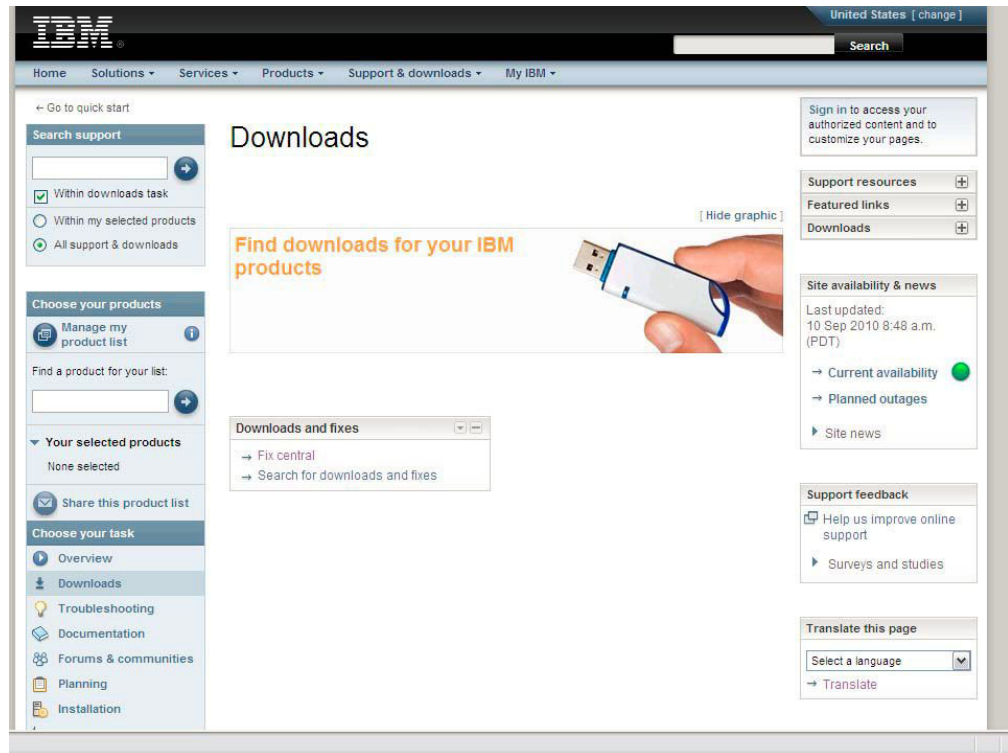 United States [ change ]
IBM ®
Search
Home Solutions Services Products Support & downloads My IBM
← Go to quick start
Search support
Within downloads task
Within my selected products
All support & downloads
Choose your products
Manage my
product list
Find a product for your list:
Your selected products
None selected
Share this product list
Choose your task
Overview
Downloads
Troubleshooting
Documentation
Forums & communities
Planning
Installation
Downloads
[ Hide graphic ]
Find downloads for your IBM
products
Downloads and fixes
→ Fix central
→ Search for downloads and fixes
Sign in to access your
authorized content and to
customize your pages.
Support resources
Featured links
Downloads
Site availability & news
Last updated:
10 Sep 2010 8:48 a.m.
(PDT)
→ Current availability
→ Planned outages
Site news
Support feedback
Help us improve online
support
Surveys and studies
Translate this page
Select a language
→ Translate